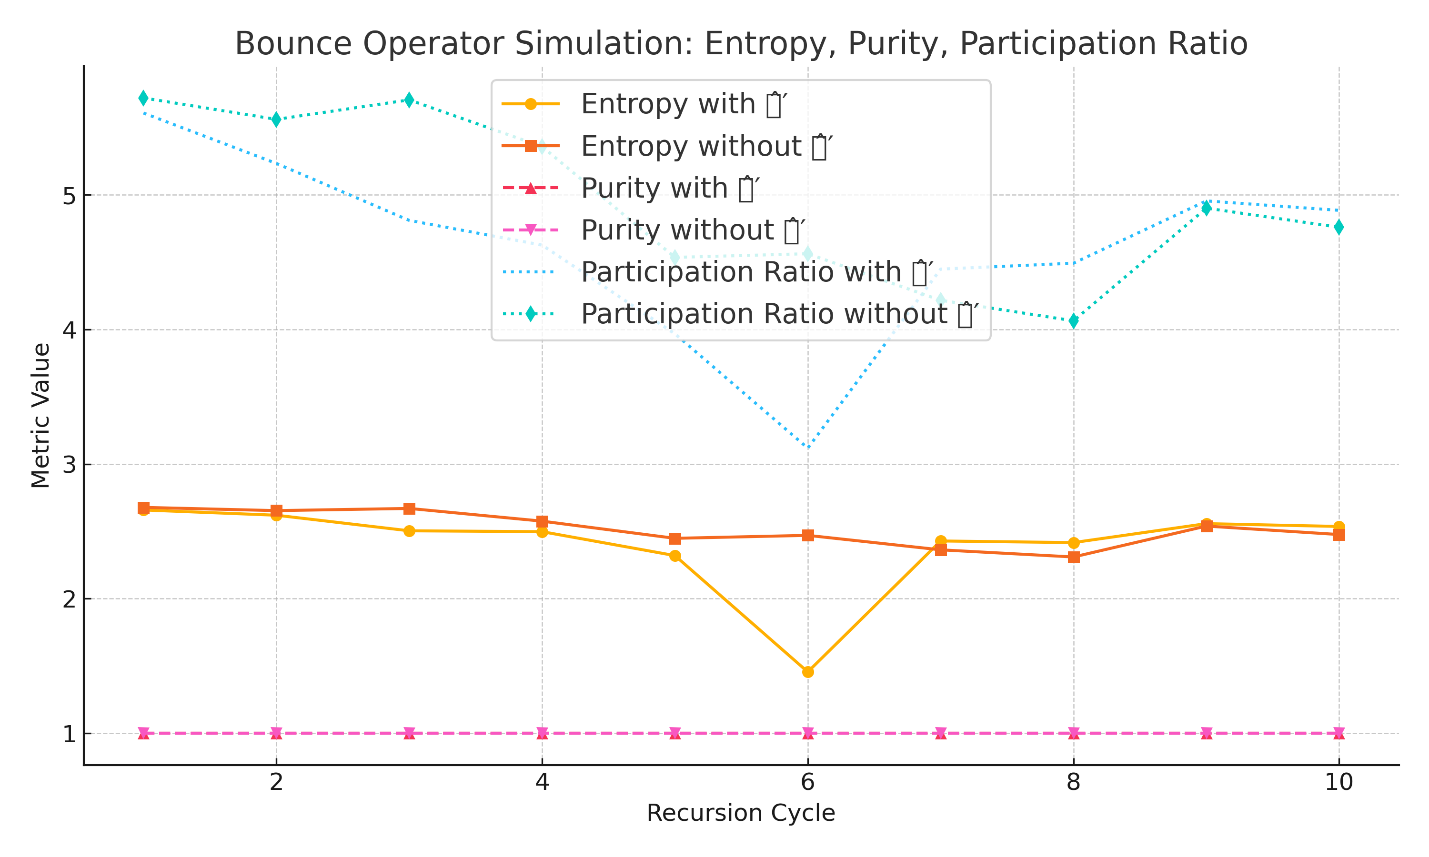 Bounce Operator Simulation: Entropy, Purity, Participation Ratio
Entropy with
Entropy without
Purity with
Purity without
Participation Ratio with
Participation Ratio without
Metric Value
5
4
3
2
1
2
4
6
8
10
Recursion Cycle